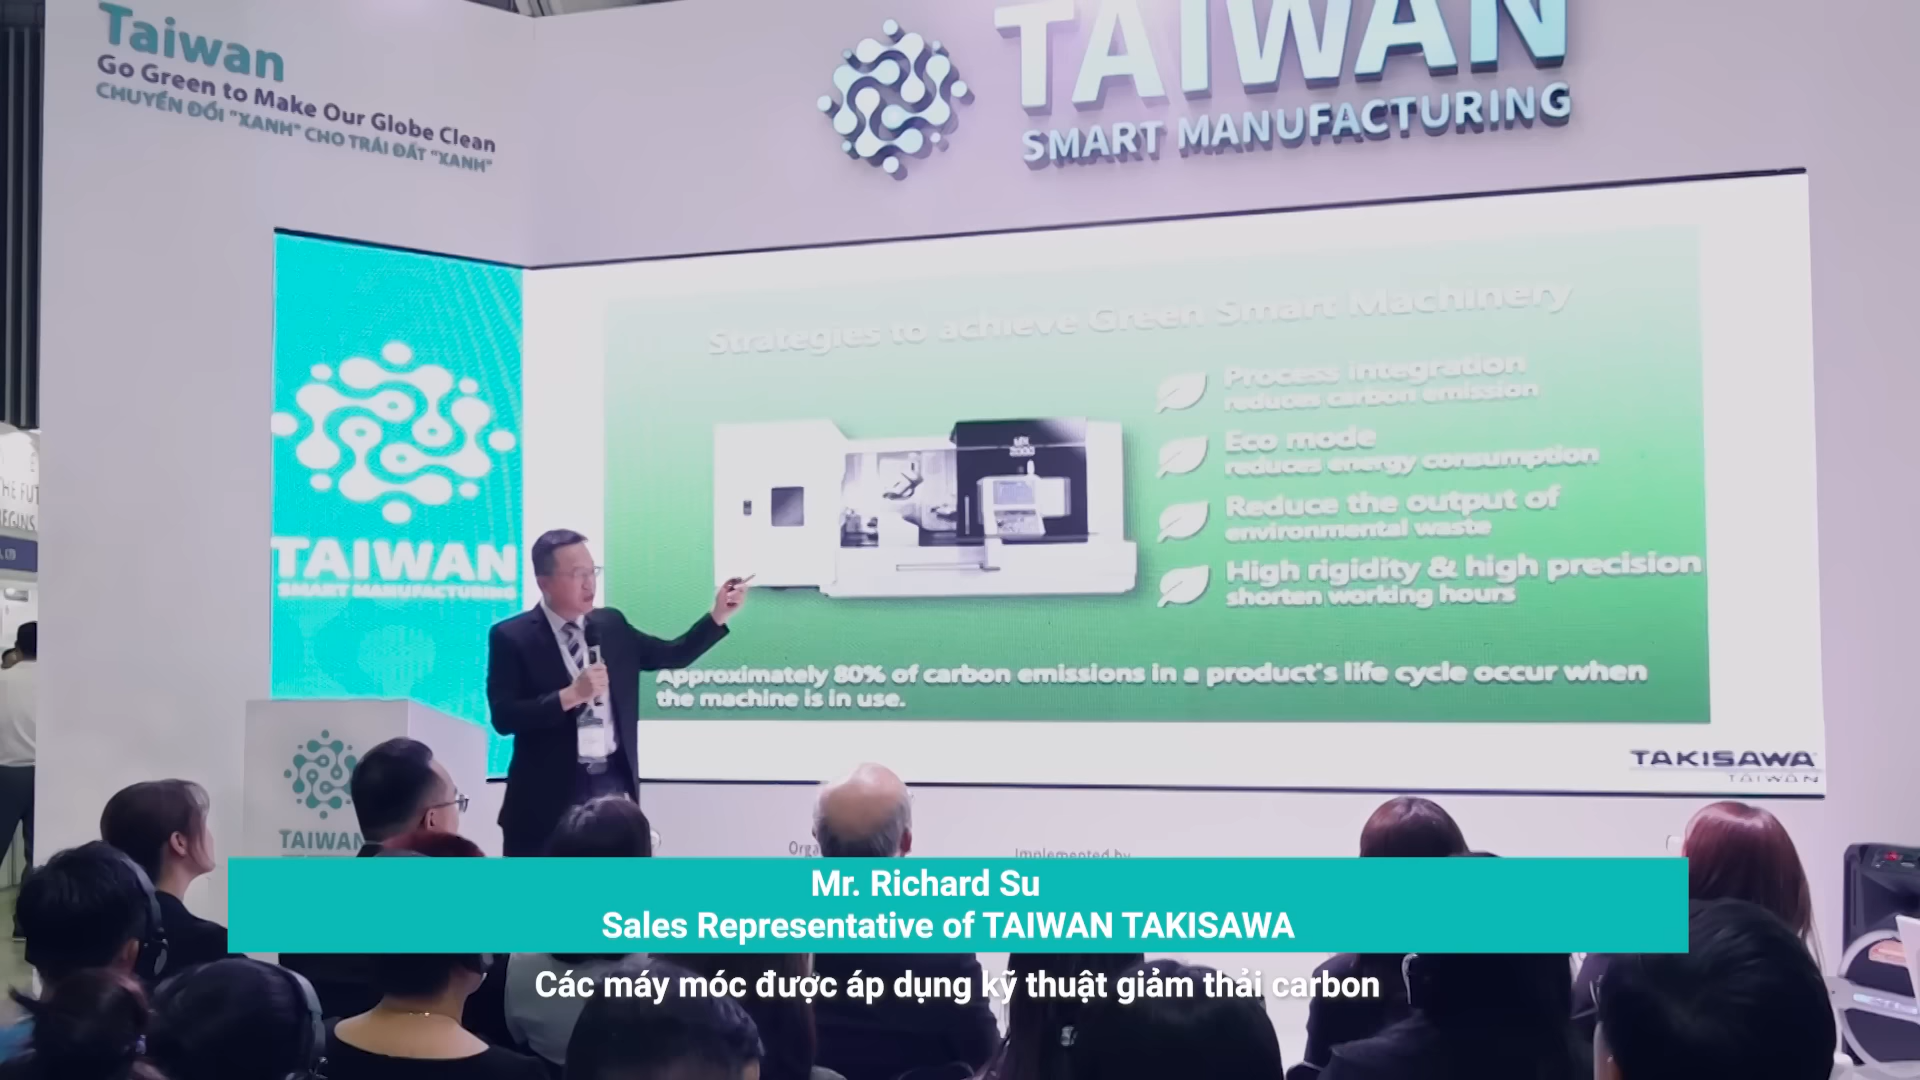 Taiwan
Go Green to Make Our Globe Clean
CHUYỂN ĐỔI "XANH" CHO TRÁI ĐẤT "XANH"
TAIWAN
SMART MANUFACTURING
TAIWAN
SMART MANUFACTURING
Strategies to achieve Green Smart Machinery
Process integration
reduces carbon emission
Eco mode
reduces energy consumption
Reduce the output of
environmental waste
High rigidity & high precision
shorten working hours
Approximately 80% of carbon emissions in a product's life cycle occur when
the machine is in use.
TAKISAWA
TAIWAN
TAIWAN
Implemented by
Mr. Richard Su
Sales Representative of TAIWAN TAKISAWA
Các máy móc được áp dụng kỹ thuật giảm thải carbon